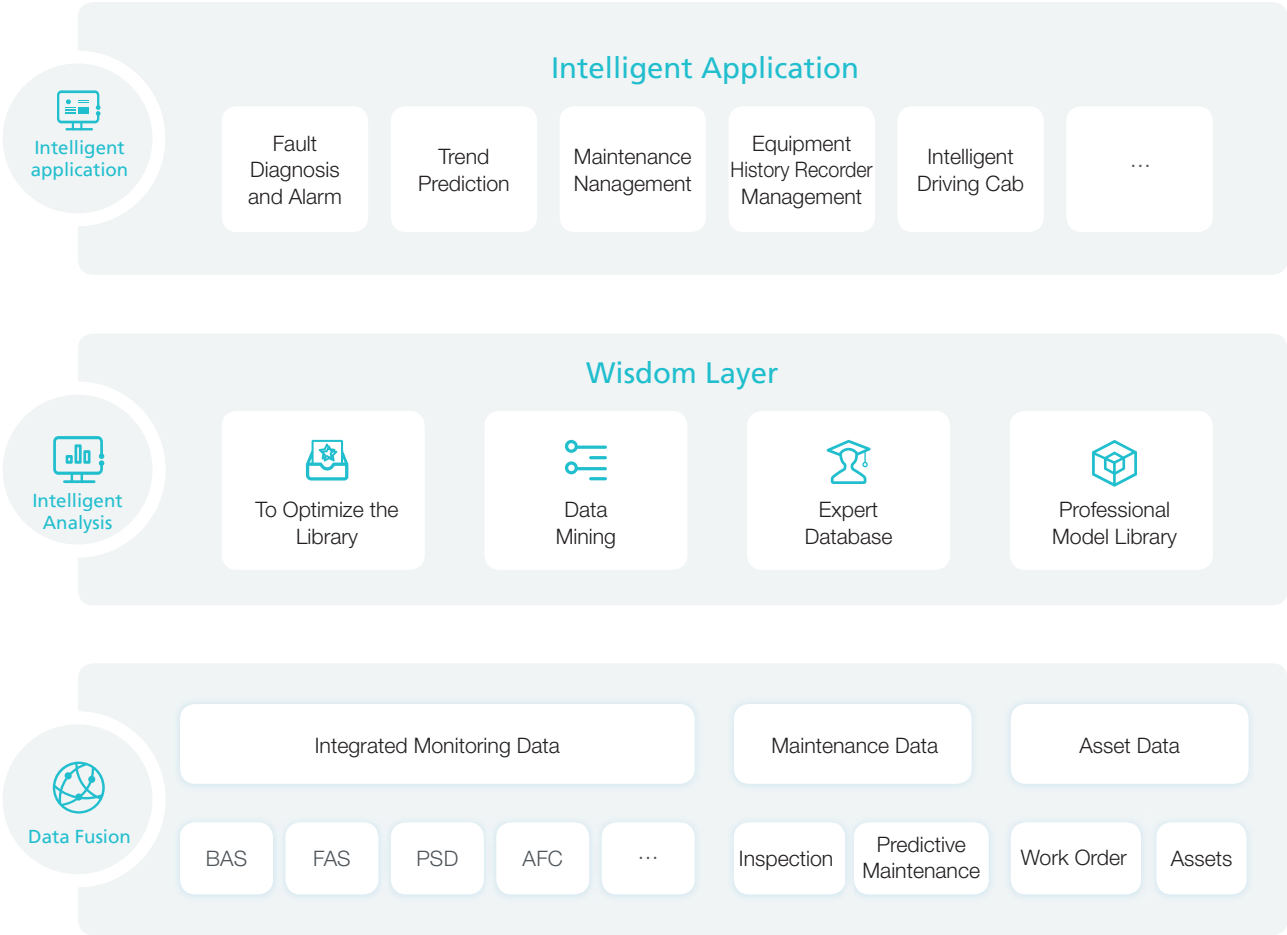 Intelligent Application
Intelligent
application
Fault
Diagnosis
and Alarm
Trend
Prediction
Maintenance
Nanagement
Equipment
History Recorder
Management
Intelligent
Driving Cab
...
Wisdom Layer
Intelligent
Analysis
To Optimize the
Library
Data
Mining
Expert
Database
Professional
Model Library
Data Fusion
Integrated Monitoring Data
Maintenance Data
Asset Data
BAS
FAS
PSD
AFC
...
Inspection
Predictive
Maintenance
Work Order
Assets